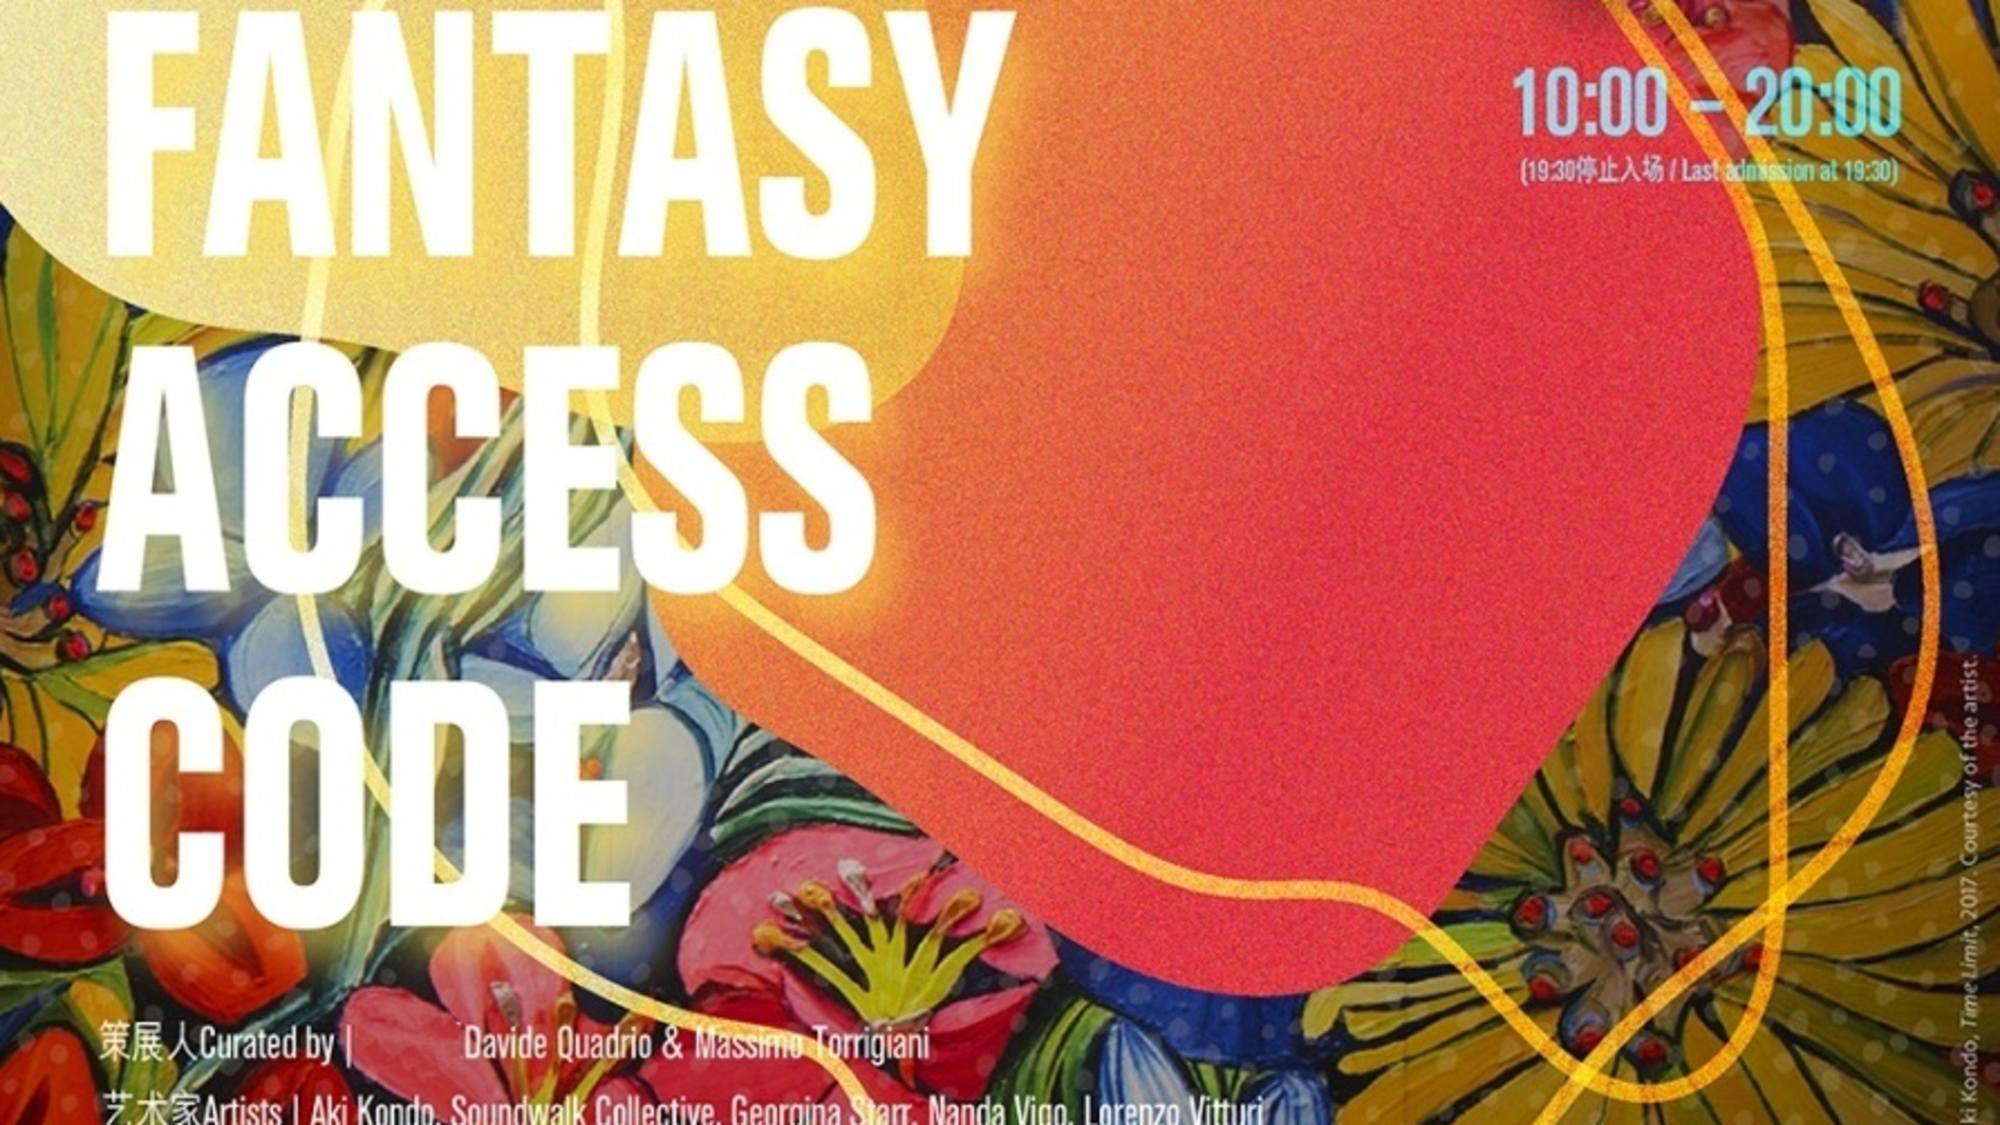 FANTASY
ACCESS
CODE
10:00 – 20:00
(19:30停止入场 / Last admission at 19:30)
策展人Curated by | Davide Quadrio & Massimo Torrigiani
艺术家Artists | Aki Kondo, Soundwalk Collective, Georgina Starr, Nanda Vigo, Lorenzo Vitturi
ki Kondo, Time Limit, 2017. Courtesy of the artist.